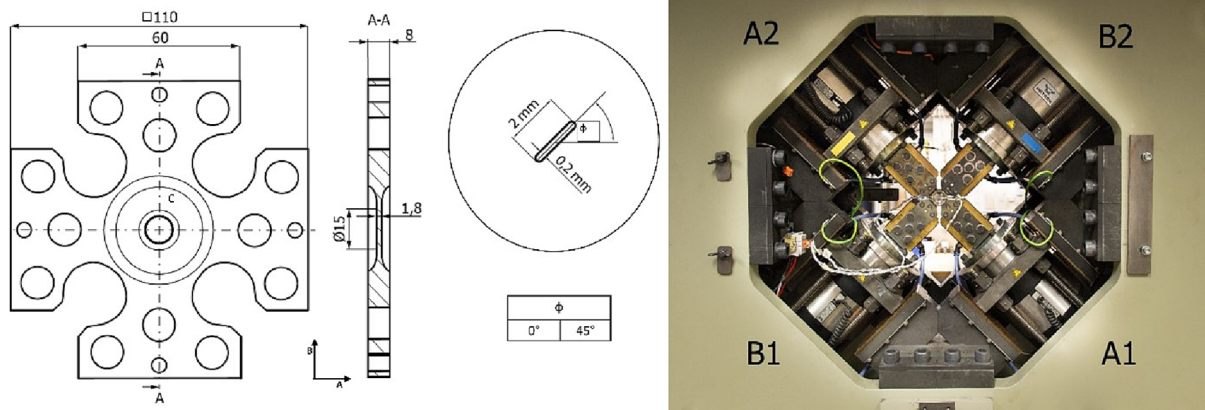 □110
60
A
A-A
8
C
Ø15
1,8
A
B
A
2 mm
ϕ
0,2 mm
ϕ
0° 45°
A2 B2
B1 A1